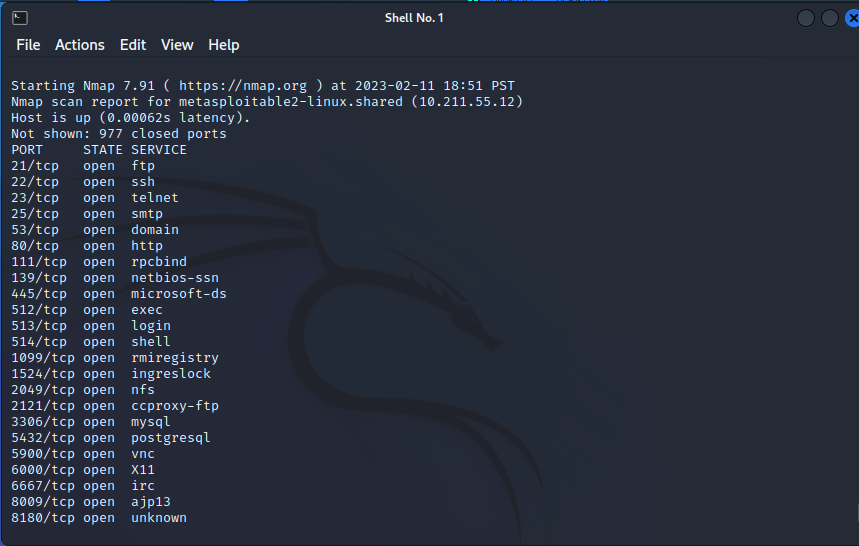 Shell No. 1
File Actions Edit View Help
Starting Nmap 7.91 ( https://nmap.org ) at 2023-02-11 18:51 PST
Nmap scan report for metasploitable2-linux.shared (10.211.55.12)
Host is up (0.00062s latency).
Not shown: 977 closed ports
PORT     STATE SERVICE
21/tcp   open  ftp
22/tcp   open  ssh
23/tcp   open  telnet
25/tcp   open  smtp
53/tcp   open  domain
80/tcp   open  http
111/tcp  open  rpcbind
139/tcp  open  netbios-ssn
445/tcp  open  microsoft-ds
512/tcp  open  exec
513/tcp  open  login
514/tcp  open  shell
1099/tcp open  rmiregistry
1524/tcp open  ingreslock
2049/tcp open  nfs
2121/tcp open  ccproxy-ftp
3306/tcp open  mysql
5432/tcp open  postgresql
5900/tcp open  vnc
6000/tcp open  X11
6667/tcp open  irc
8009/tcp open  ajp13
8180/tcp open  unknown